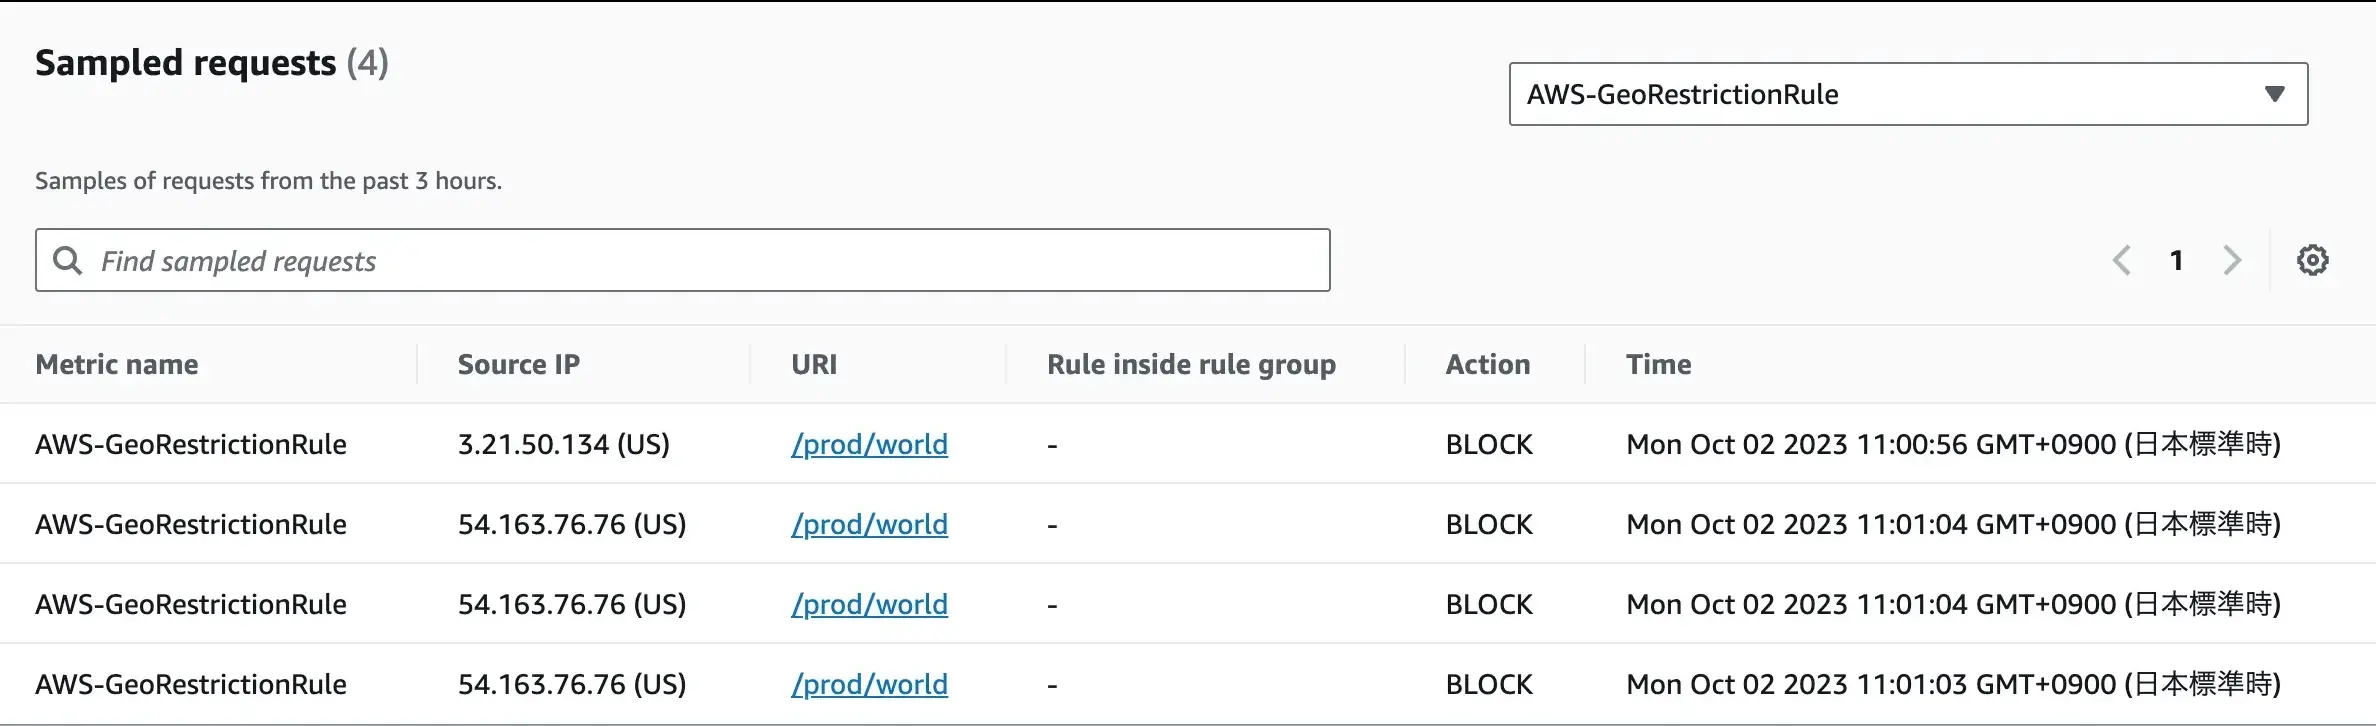 Sampled requests (4)
AWS-GeoRestrictionRule
Samples of requests from the past 3 hours.
Find sampled requests
1
Metric name Source IP URI Rule inside rule group Action Time
AWS-GeoRestrictionRule 3.21.50.134 (US) /prod/world - BLOCK Mon Oct 02 2023 11:00:56 GMT+0900 (日本標準時)
AWS-GeoRestrictionRule 54.163.76.76 (US) /prod/world - BLOCK Mon Oct 02 2023 11:01:04 GMT+0900 (日本標準時)
AWS-GeoRestrictionRule 54.163.76.76 (US) /prod/world - BLOCK Mon Oct 02 2023 11:01:04 GMT+0900 (日本標準時)
AWS-GeoRestrictionRule 54.163.76.76 (US) /prod/world - BLOCK Mon Oct 02 2023 11:01:03 GMT+0900 (日本標準時)